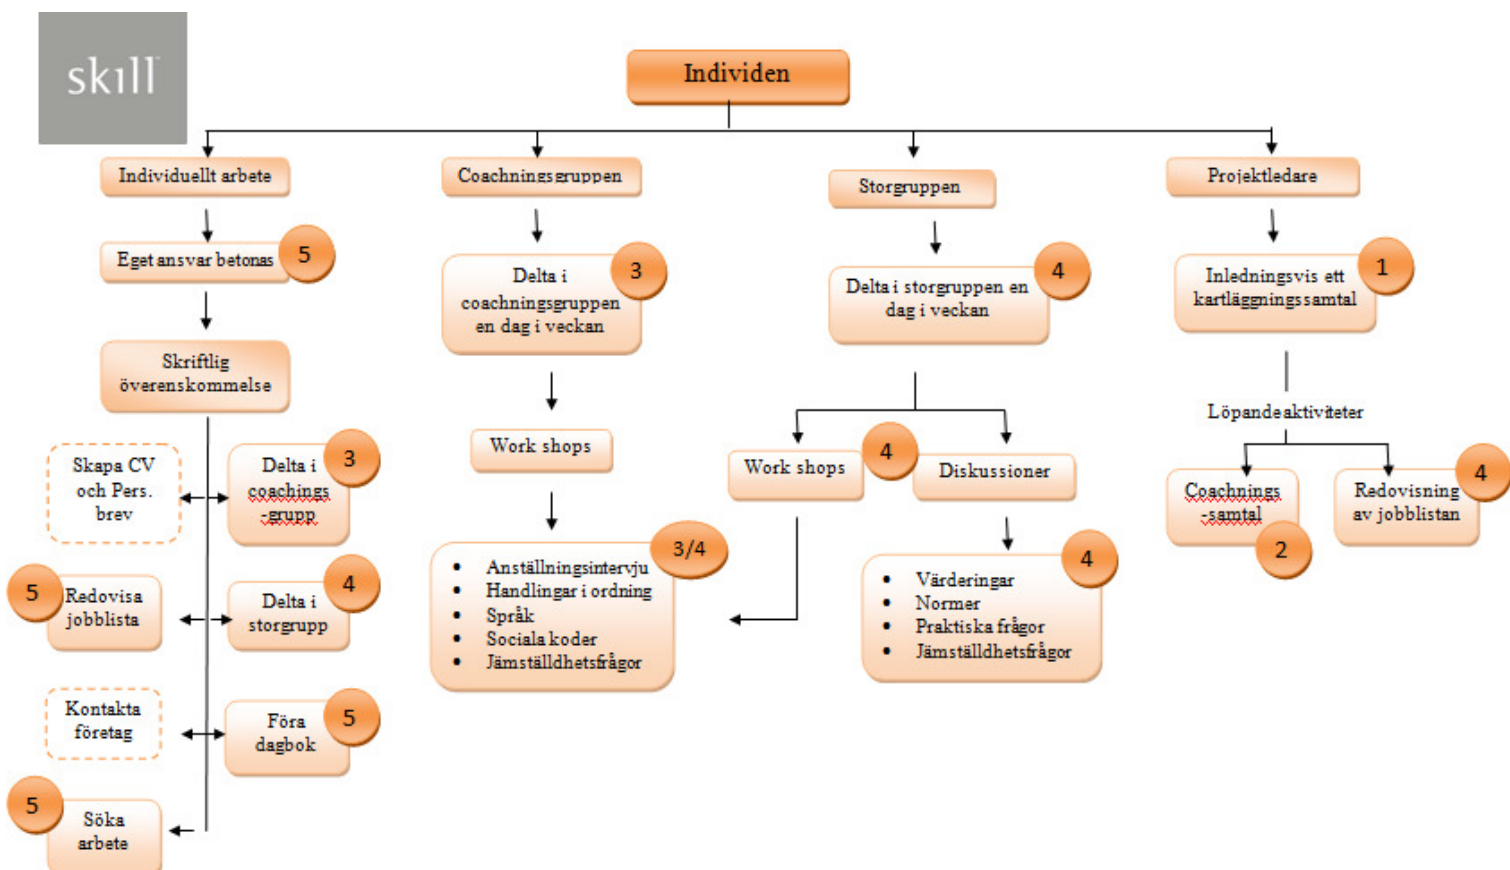 skill
Individen
Individuellt arbete
Coachningsgruppen
Storgruppen
Projektledare
Eget ansvar betonas
5
Skriftlig
överenskommelse
Skapa CV
och Pers.
brev
Delta i
coachings
-grupp
3
5
Redovisa
jobblista
Delta i
storgrupp
4
Kontakta
företag
Föra
dagbok
5
5
Söka
arbete
Delta i
coachningsgruppen
en dag i veckan
3
Work shops
3/4
• Anställningsintervju
• Handlingar i ordning
• Språk
• Sociala koder
• Jämställdhetsfrågor
Delta i storgruppen en
dag i veckan
4
Work shops
4
Diskussioner
4
• Värderingar
• Normer
• Praktiska frågor
• Jämställdhetsfrågor
Inledningsvis ett
kartläggningssamtal
1
Löpandeaktiviteter
Coachnings
-samtal
2
Redovisning
av jobblistan
4